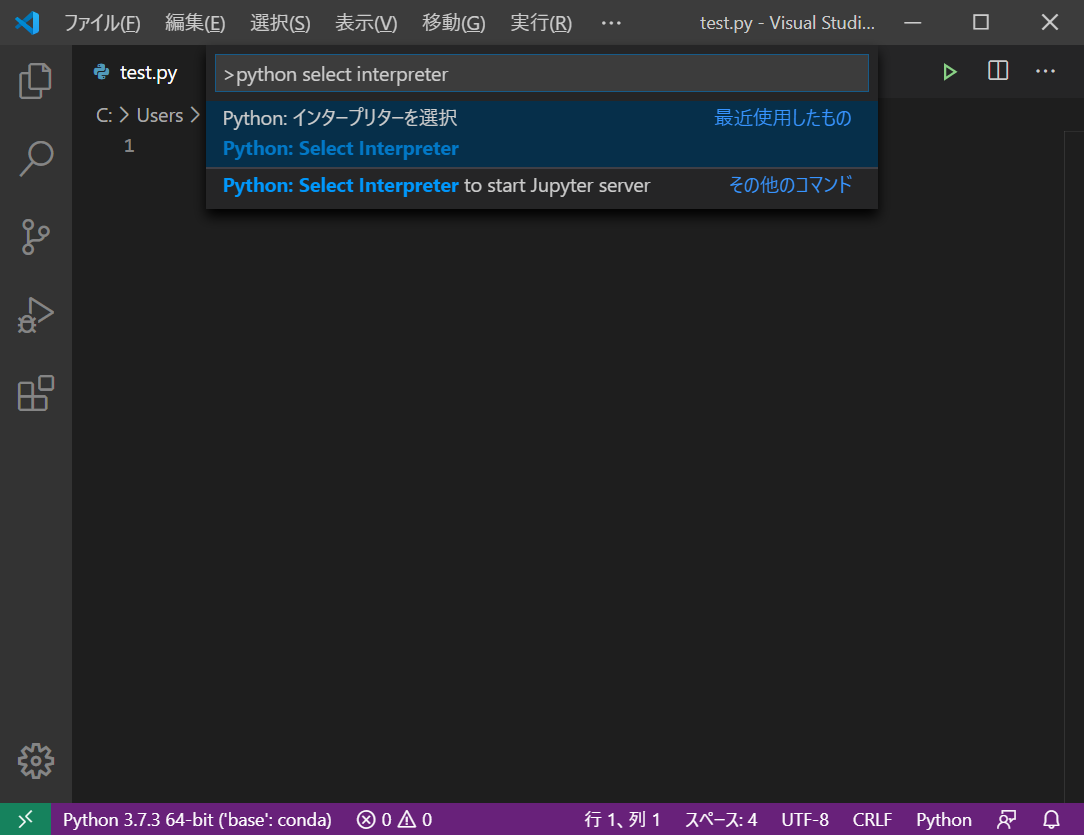 ファイル(F) 編集(E) 選択(S) 表示(V) 移動(G) 実行(R) ··· test.py - Visual Studi...
test.py
>python select interpreter
C: > Users >
Python: インタープリターを選択 最近使用したもの
Python: Select Interpreter
Python: Select Interpreter to start Jupyter server その他のコマンド
1
Python 3.7.3 64-bit ('base': conda) 0 0 行 1、列 1 スペース: 4 UTF-8 CRLF Python